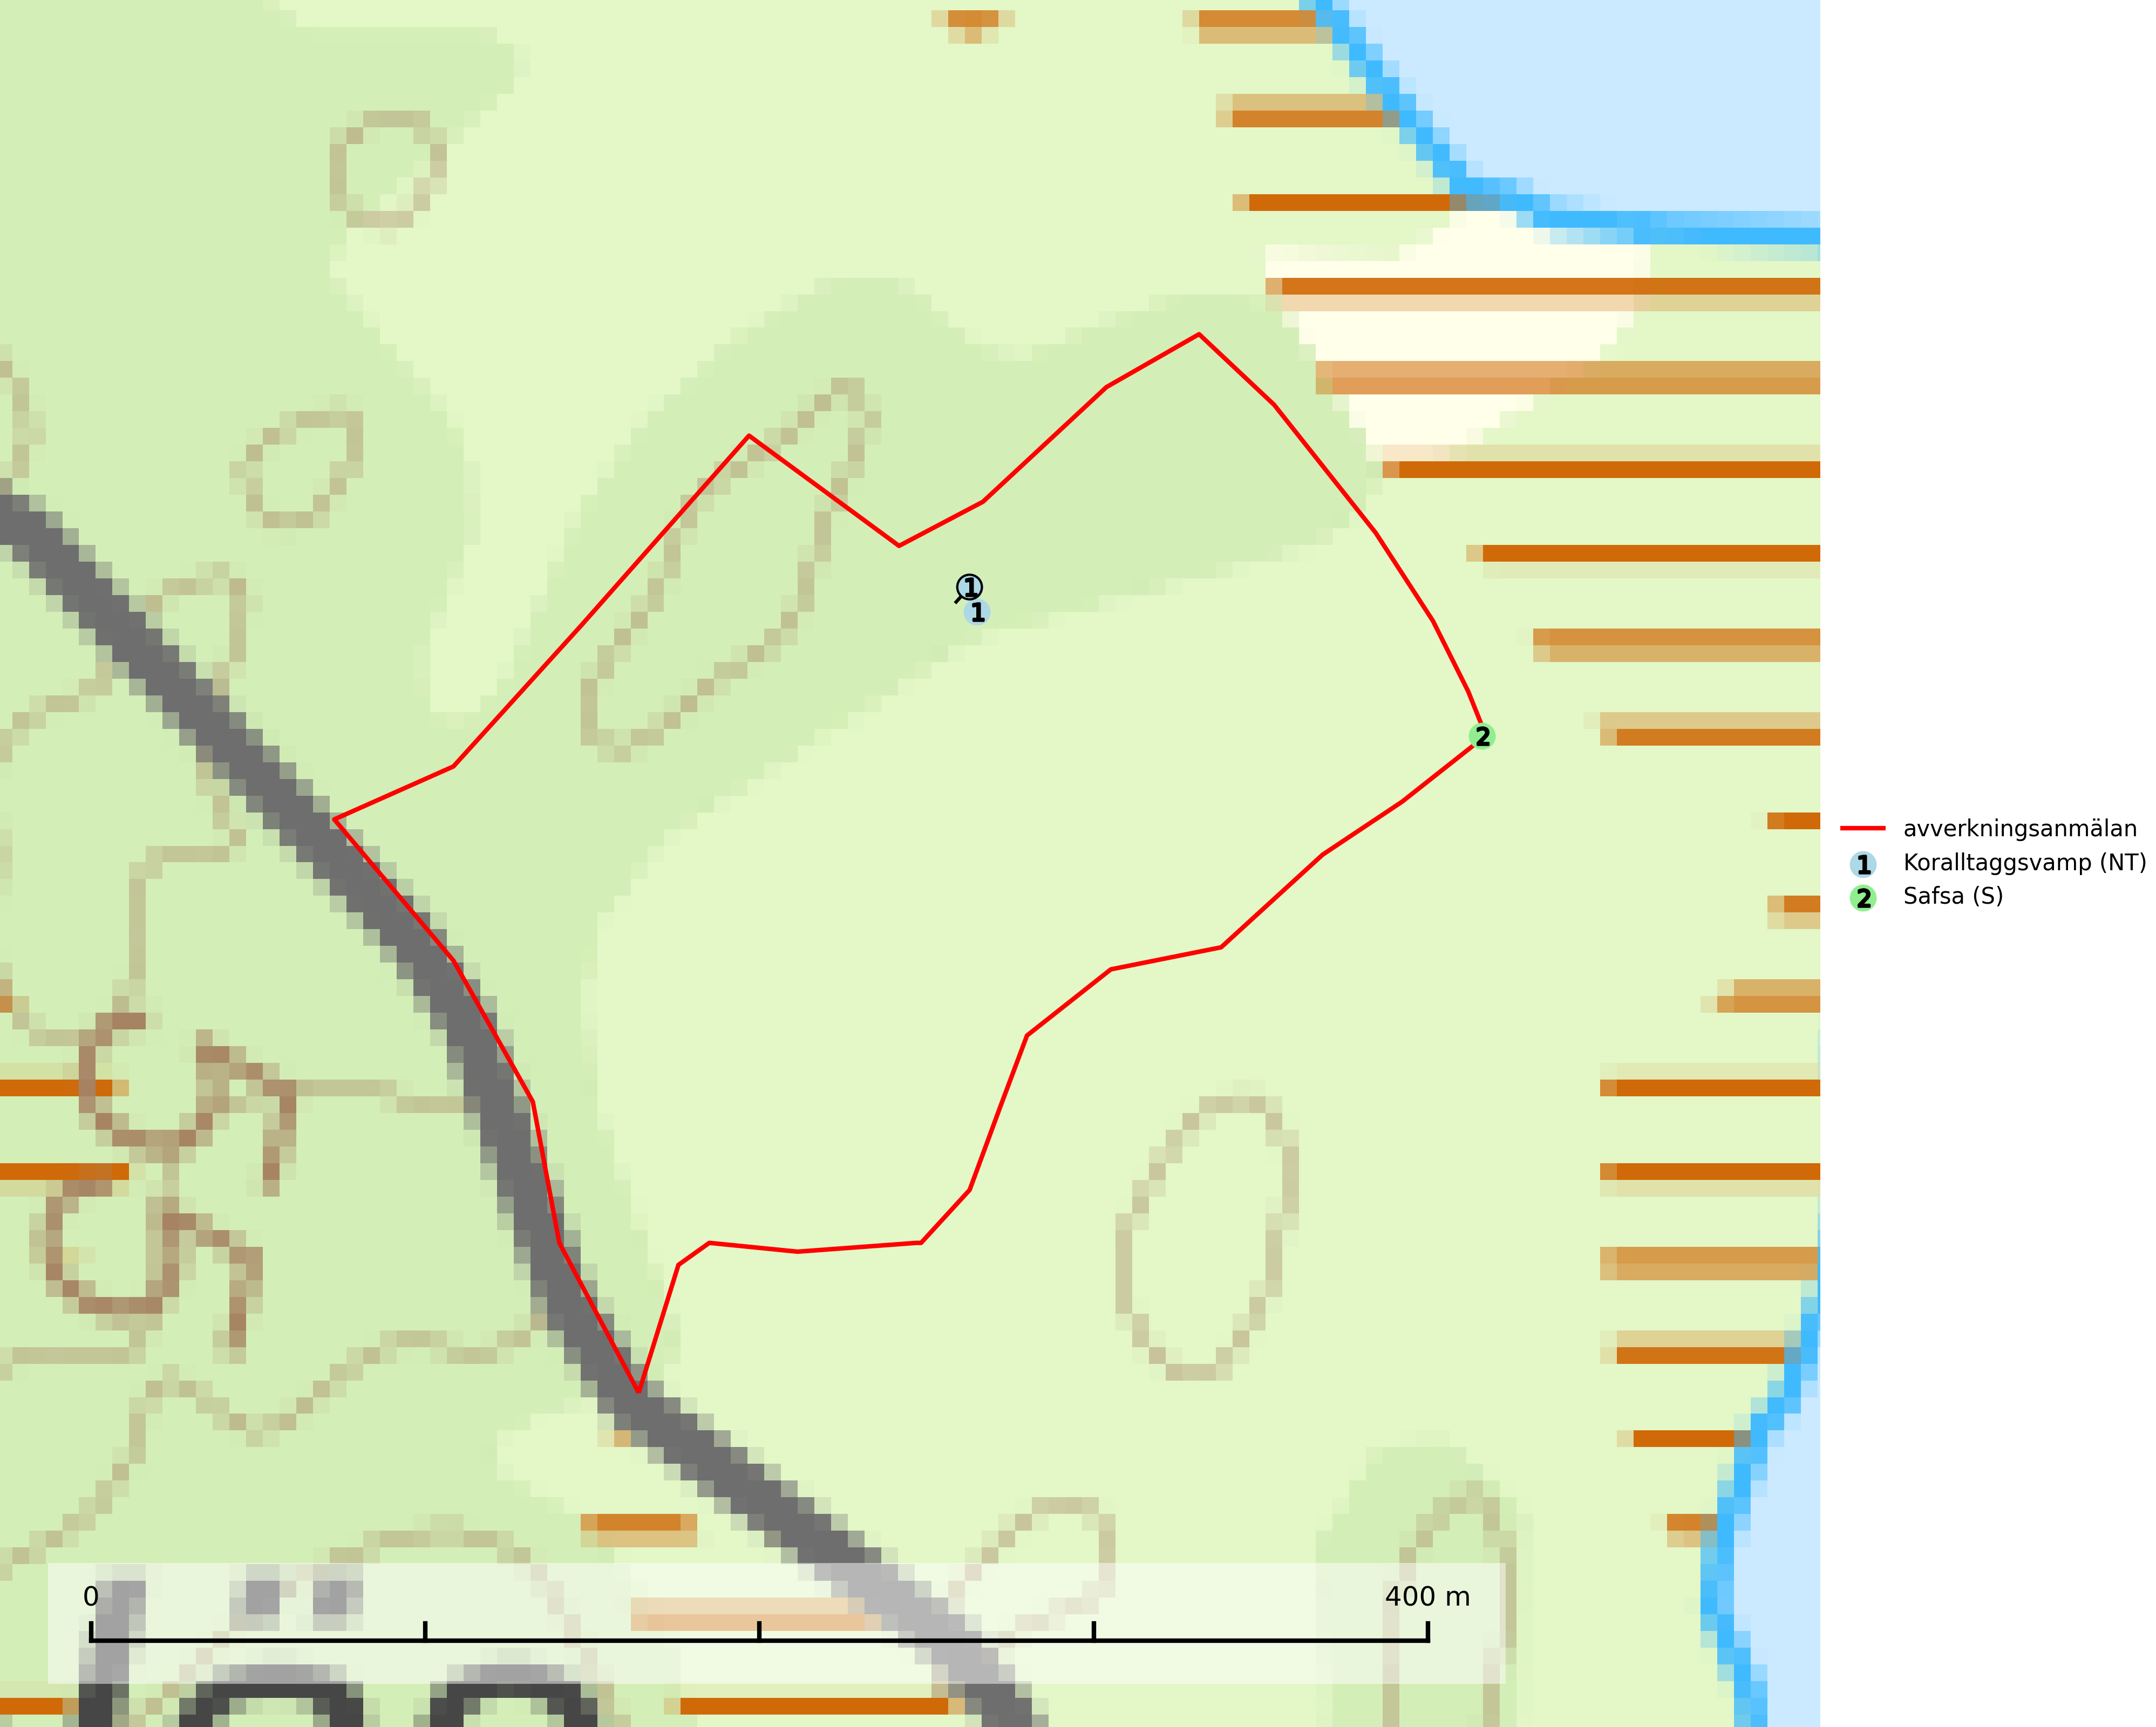 1
1
2
avverkningsanmälan
1 Koralltaggsvamp (NT)
2 Safsa (S)
0 400 m